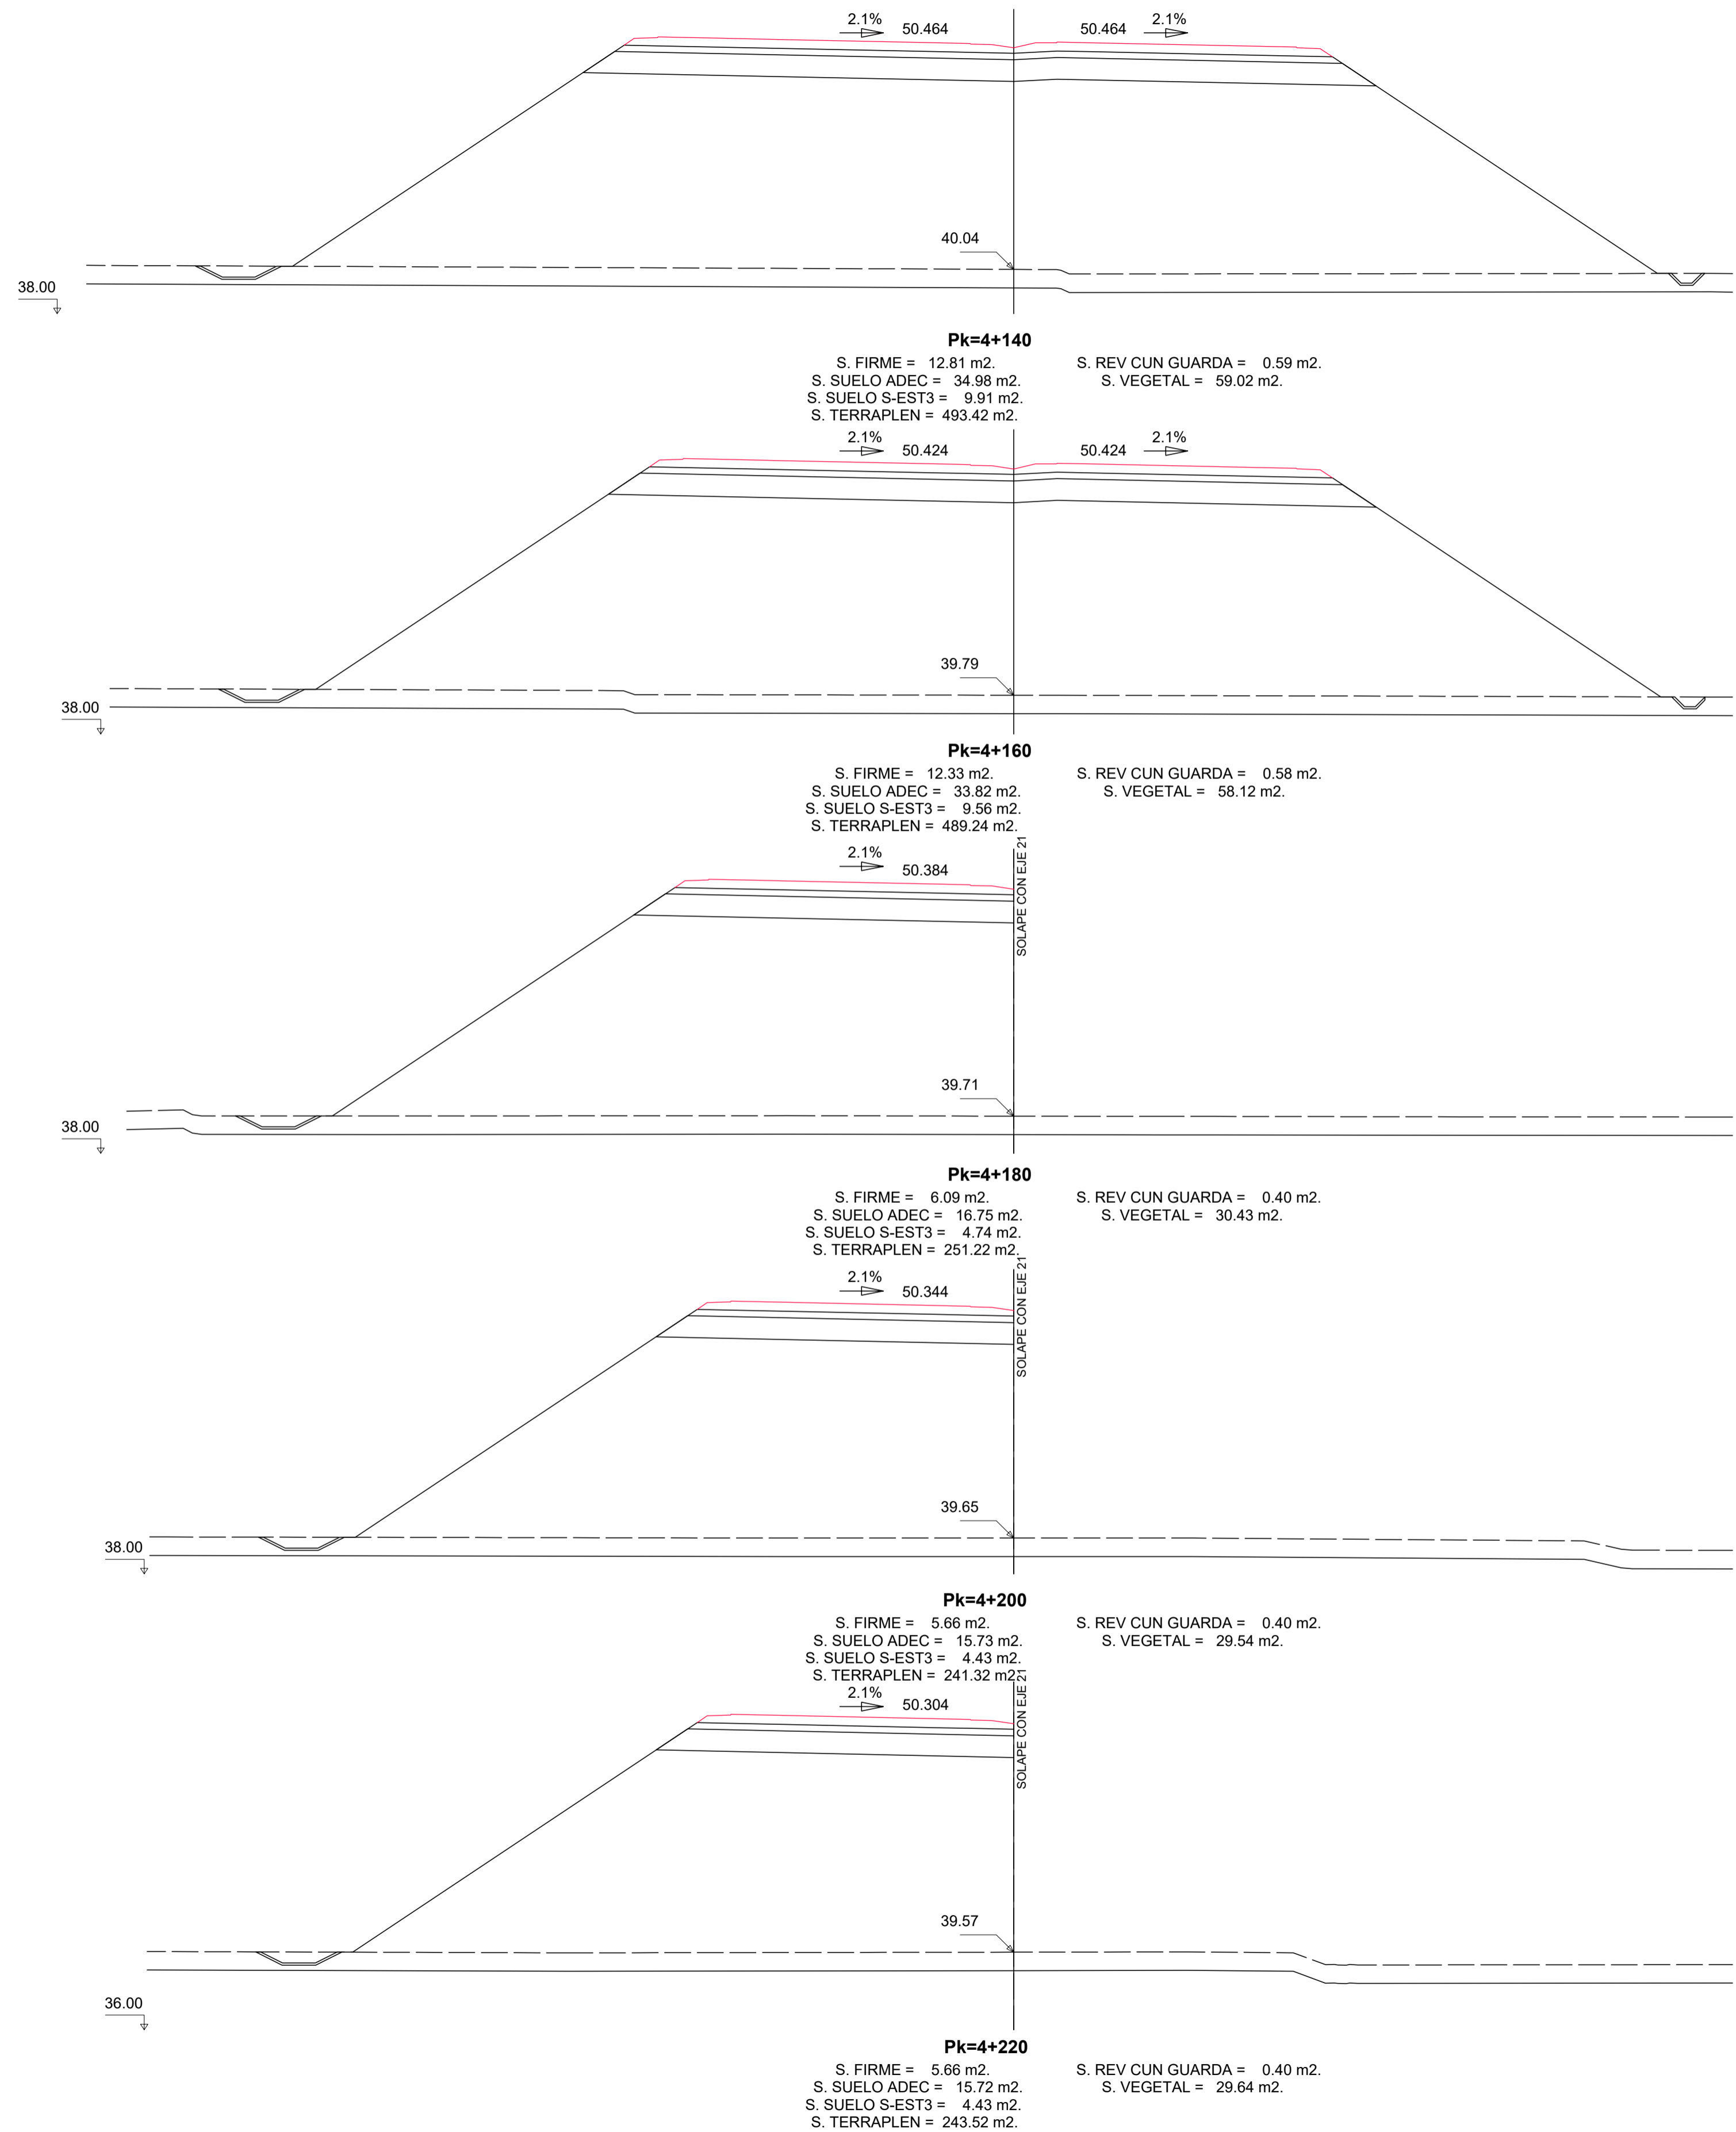 2.1% 50.464 50.464 2.1%
40.04
38.00
Pk=4+140
S. FIRME = 12.81 m2. S. REV CUN GUARDA = 0.59 m2.
S. SUELO ADEC = 34.98 m2. S. VEGETAL = 59.02 m2.
S. SUELO S-EST3 = 9.91 m2.
S. TERRAPLEN = 493.42 m2.
2.1% 50.424 50.424 2.1%
39.79
38.00
Pk=4+160
S. FIRME = 12.33 m2. S. REV CUN GUARDA = 0.58 m2.
S. SUELO ADEC = 33.82 m2. S. VEGETAL = 58.12 m2.
S. SUELO S-EST3 = 9.56 m2.
S. TERRAPLEN = 489.24 m2.
2.1% 50.384
SOLAPE CON EJE 21
39.71
38.00
Pk=4+180
S. FIRME = 6.09 m2. S. REV CUN GUARDA = 0.40 m2.
S. SUELO ADEC = 16.75 m2. S. VEGETAL = 30.43 m2.
S. SUELO S-EST3 = 4.74 m2.
S. TERRAPLEN = 251.22 m2.
2.1% 50.344
SOLAPE CON EJE 21
39.65
38.00
Pk=4+200
S. FIRME = 5.66 m2. S. REV CUN GUARDA = 0.40 m2.
S. SUELO ADEC = 15.73 m2. S. VEGETAL = 29.54 m2.
S. SUELO S-EST3 = 4.43 m2.
S. TERRAPLEN = 241.32 m2.
2.1% 50.304
SOLAPE CON EJE 21
39.57
36.00
Pk=4+220
S. FIRME = 5.66 m2. S. REV CUN GUARDA = 0.40 m2.
S. SUELO ADEC = 15.72 m2. S. VEGETAL = 29.64 m2.
S. SUELO S-EST3 = 4.43 m2.
S. TERRAPLEN = 243.52 m2.